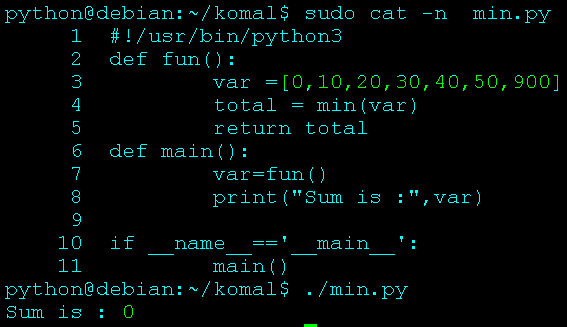 python@debian:~/komal$ sudo cat -n  min.py
     1  #!/usr/bin/python3
     2  def fun():
     3          var =[0,10,20,30,40,50,900]
     4          total = min(var)
     5          return total
     6  def main():
     7          var=fun()
     8          print("Sum is :",var)
     9
    10  if __name__=='__main__':
    11          main()
python@debian:~/komal$ ./min.py
Sum is : 0